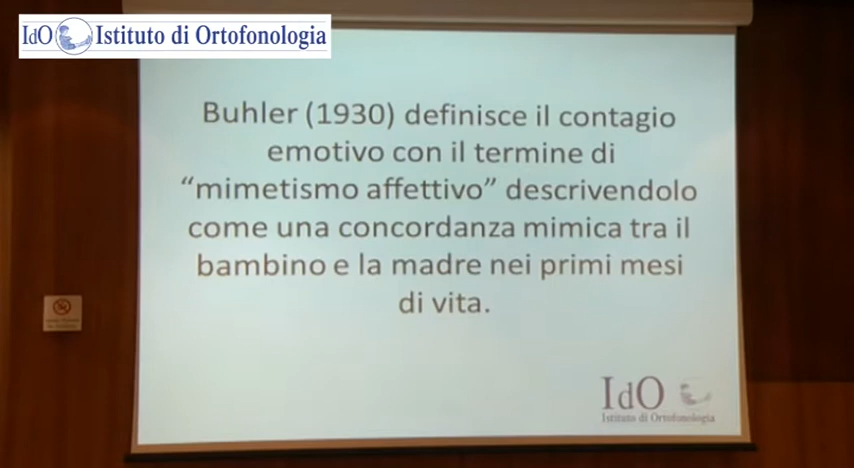 IdO Istituto di Ortofonologia
Buhler (1930) definisce il contagio
emotivo con il termine di
“mimetismo affettivo” descrivendolo
come una concordanza mimica tra il
bambino e la madre nei primi mesi
di vita.
IdO
Istituto di Ortofonologia